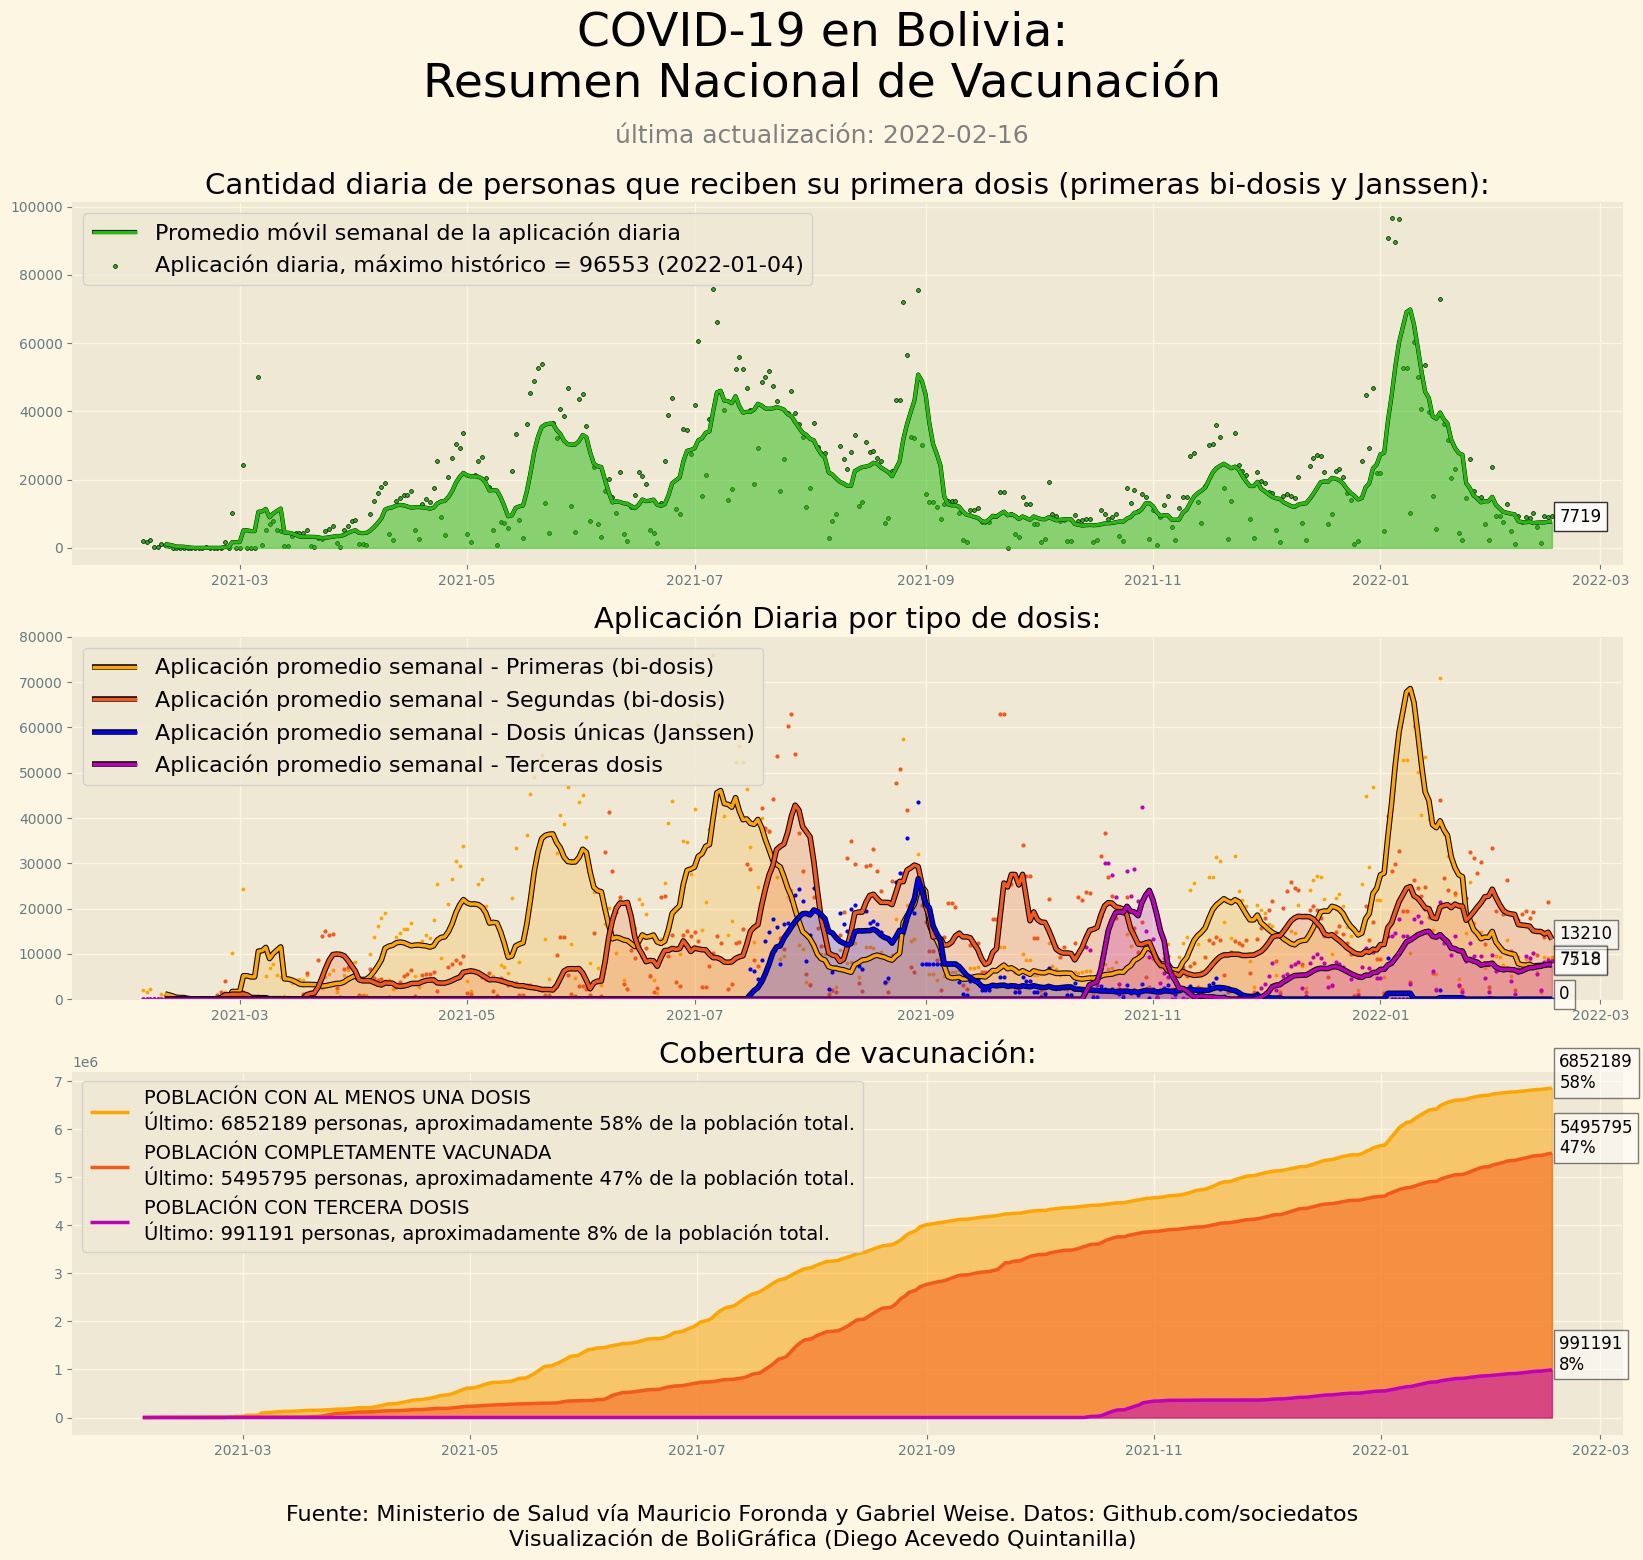 COVID-19 en Bolivia:
Resumen Nacional de Vacunación
última actualización: 2022-02-16
Cantidad diaria de personas que reciben su primera dosis (primeras bi-dosis y Janssen):
100000
80000
60000
40000
20000
0
Promedio móvil semanal de la aplicación diaria
Aplicación diaria, máximo histórico = 96553 (2022-01-04)
7719
2021-03
2021-05
2021-07
2021-09
2021-11
2022-01
2022-03
Aplicación Diaria por tipo de dosis:
80000
70000
60000
50000
40000
30000
20000
10000
0
Aplicación promedio semanal - Primeras (bi-dosis)
Aplicación promedio semanal - Segundas (bi-dosis)
Aplicación promedio semanal - Dosis únicas (Janssen)
Aplicación promedio semanal - Terceras dosis
13210
7518
0
2021-03
2021-05
2021-07
2021-09
2021-11
2022-01
2022-03
Cobertura de vacunación:
1e6
7
6
5
4
3
2
1
0
POBLACIÓN CON AL MENOS UNA DOSIS
Último: 6852189 personas, aproximadamente 58% de la población total.
POBLACIÓN COMPLETAMENTE VACUNADA
Último: 5495795 personas, aproximadamente 47% de la población total.
POBLACIÓN CON TERCERA DOSIS
Último: 991191 personas, aproximadamente 8% de la población total.
6852189
58%
5495795
47%
991191
8%
2021-03
2021-05
2021-07
2021-09
2021-11
2022-01
2022-03
Fuente: Ministerio de Salud vía Mauricio Foronda y Gabriel Weise. Datos: Github.com/sociedatos
Visualización de BoliGráfica (Diego Acevedo Quintanilla)